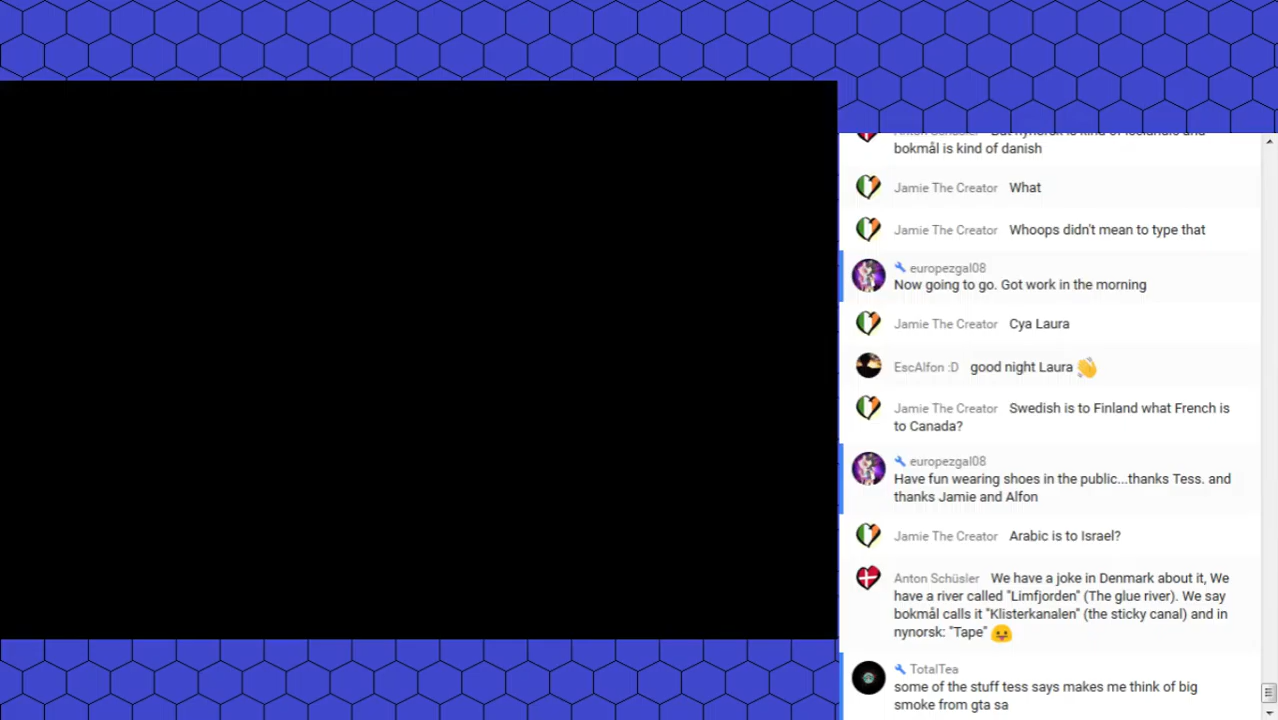 bokmål is kind of danish
Jamie The Creator What
Jamie The Creator Whoops didn't mean to type that
europezgal08
Now going to go. Got work in the morning
Jamie The Creator Cya Laura
EscAlfon :D good night Laura 👋
Jamie The Creator Swedish is to Finland what French is
to Canada?
europezgal08
Have fun wearing shoes in the public...thanks Tess. and
thanks Jamie and Alfon
Jamie The Creator Arabic is to Israel?
Anton Schüsler We have a joke in Denmark about it, We
have a river called "Limfjorden" (The glue river). We say
bokmål calls it "Klisterkanalen" (the sticky canal) and in
nynorsk: "Tape" 😛
TotalTea
some of the stuff tess says makes me think of big
smoke from gta sa